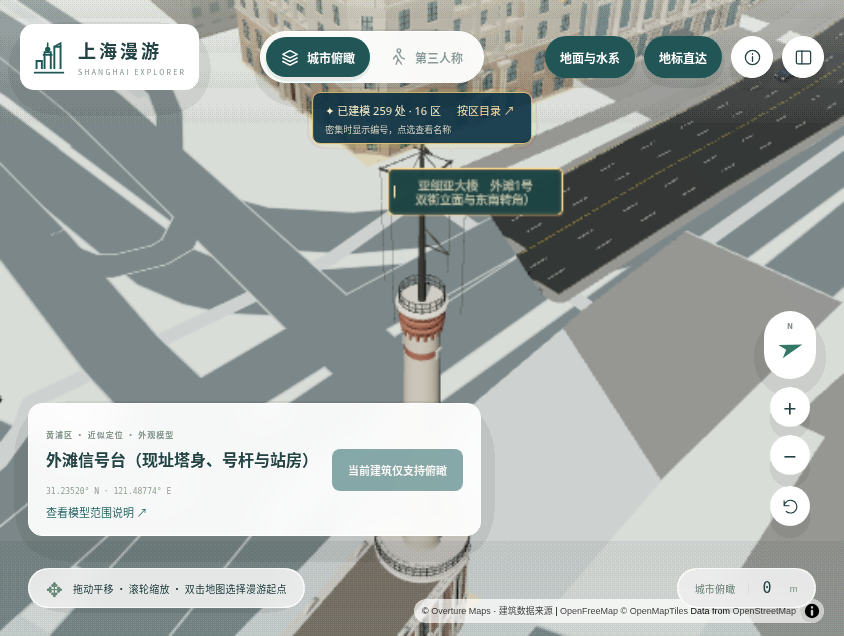 上海漫游
SHANGHAI EXPLORER
城市俯瞰
第三人称
地面与水系
地标直达
✦ 已建模 259 处 · 16 区 按区目录 ↗
密集时显示编号，点选查看名称
亚细亚大楼 外滩1号
双街立面与东南转角）
N
黄浦区 · 近似定位 · 外观模型
外滩信号台（现址塔身、号杆与站房）
当前建筑仅支持俯瞰
31.23520° N · 121.48774° E
查看模型范围说明 ↗
拖动平移 · 滚轮缩放 · 双击地图选择漫游起点
城市俯瞰 0 m
© Overture Maps · 建筑数据来源 | OpenFreeMap © OpenMapTiles Data from OpenStreetMap